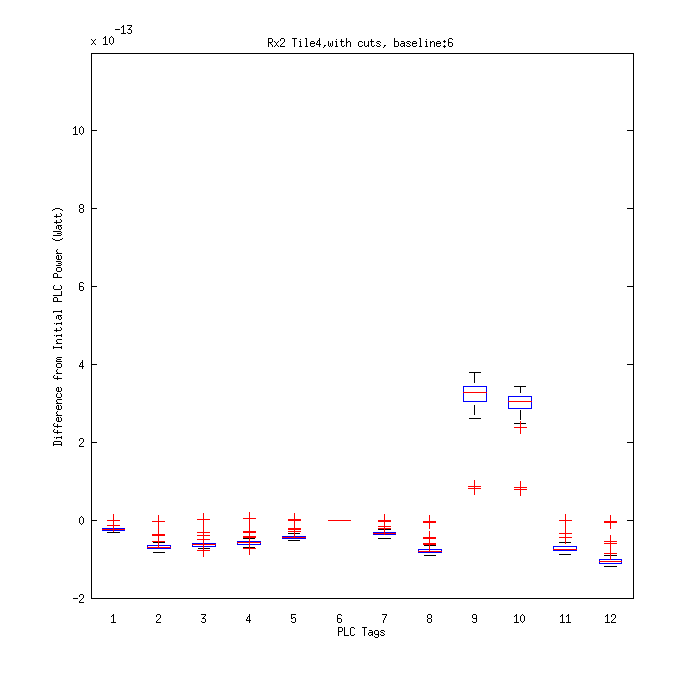 x 10 -13
Rx2 Tile4,with cuts, baseline:6
10
8
6
4
2
0
-2
Difference from Initial PLC Power (Watt)
1 2 3 4 5 6 7 8 9 10 11 12
PLC Tags